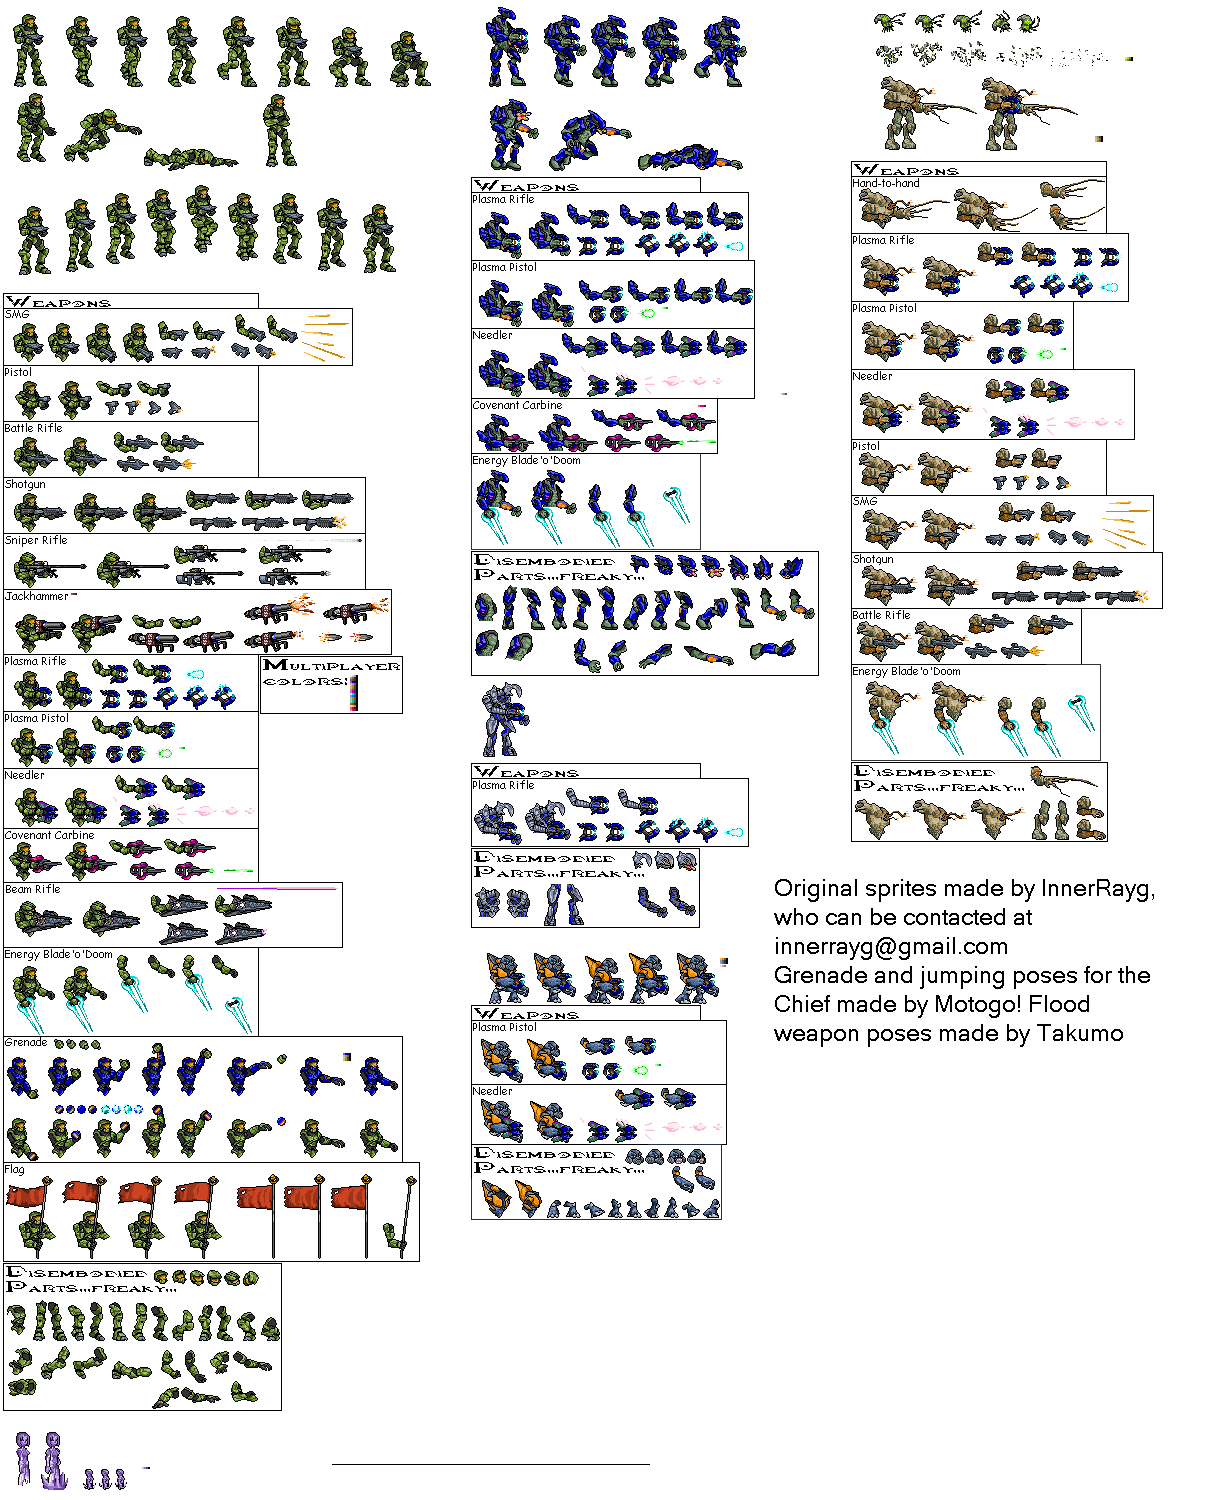 Weapons
SMG
Pistol
Battle Rifle
Shotgun
Sniper Rifle
Jackhammer
Plasma Rifle
Multiplayer
colors!
Plasma Pistol
Needler
Covenant Carbine
Beam Rifle
Energy Blade 'o' Doom
Grenade
Flag
Disembodied
Parts...freaky...
Weapons
Plasma Rifle
Plasma Pistol
Needler
Covenant Carbine
Energy Blade 'o' Doom
Disembodied
Parts...freaky...
Weapons
Plasma Rifle
Disembodied
Parts...freaky...
Weapons
Plasma Pistol
Needler
Disembodied
Parts...freaky...
Weapons
Hand-to-hand
Plasma Rifle
Plasma Pistol
Needler
Pistol
SMG
Shotgun
Battle Rifle
Energy Blade 'o' Doom
Disembodied
Parts...freaky...
Original sprites made by InnerRayg,
who can be contacted at
innerrayg@gmail.com
Grenade and jumping poses for the
Chief made by Motogo! Flood
weapon poses made by Takumo